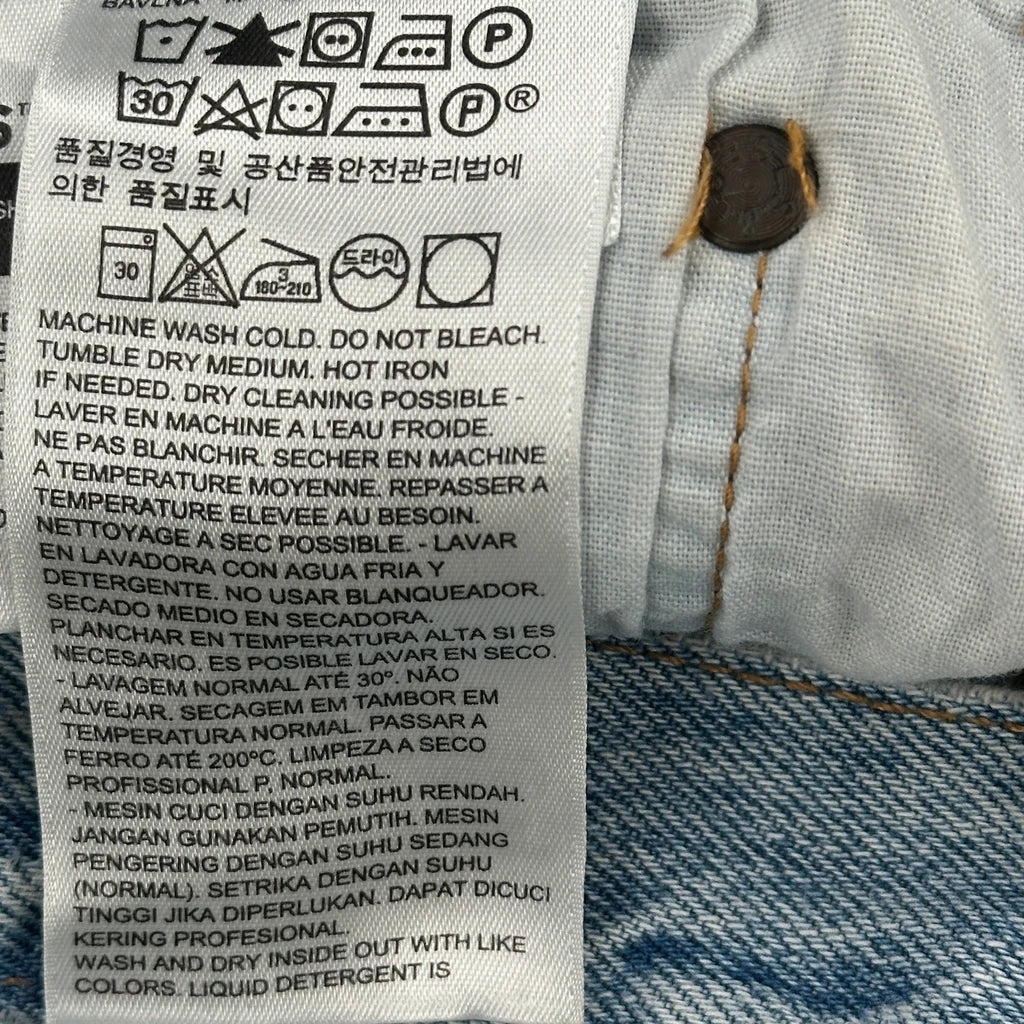 BAVLNA
P
30
P®
품질경영 및 공산품안전관리법에
의한 품질표시
30
염소
표백
3
180~210
드라이
MACHINE WASH COLD. DO NOT BLEACH.
TUMBLE DRY MEDIUM. HOT IRON
IF NEEDED. DRY CLEANING POSSIBLE -
LAVER EN MACHINE A L'EAU FROIDE.
NE PAS BLANCHIR. SECHER EN MACHINE
A TEMPERATURE MOYENNE. REPASSER A
TEMPERATURE ELEVEE AU BESOIN.
NETTOYAGE A SEC POSSIBLE. - LAVAR
EN LAVADORA CON AGUA FRIA Y
DETERGENTE. NO USAR BLANQUEADOR.
SECADO MEDIO EN SECADORA.
PLANCHAR EN TEMPERATURA ALTA SI ES
NECESARIO. ES POSIBLE LAVAR EN SECO.
- LAVAGEM NORMAL ATÉ 30º. NÃO
ALVEJAR. SECAGEM EM TAMBOR EM
TEMPERATURA NORMAL. PASSAR A
FERRO ATÉ 200ºC. LIMPEZA A SECO
PROFISSIONAL P, NORMAL.
- MESIN CUCI DENGAN SUHU RENDAH.
JANGAN GUNAKAN PEMUTIH. MESIN
PENGERING DENGAN SUHU SEDANG
(NORMAL). SETRIKA DENGAN SUHU
TINGGI JIKA DIPERLUKAN. DAPAT DICUCI
KERING PROFESIONAL.
WASH AND DRY INSIDE OUT WITH LIKE
COLORS. LIQUID DETERGENT IS